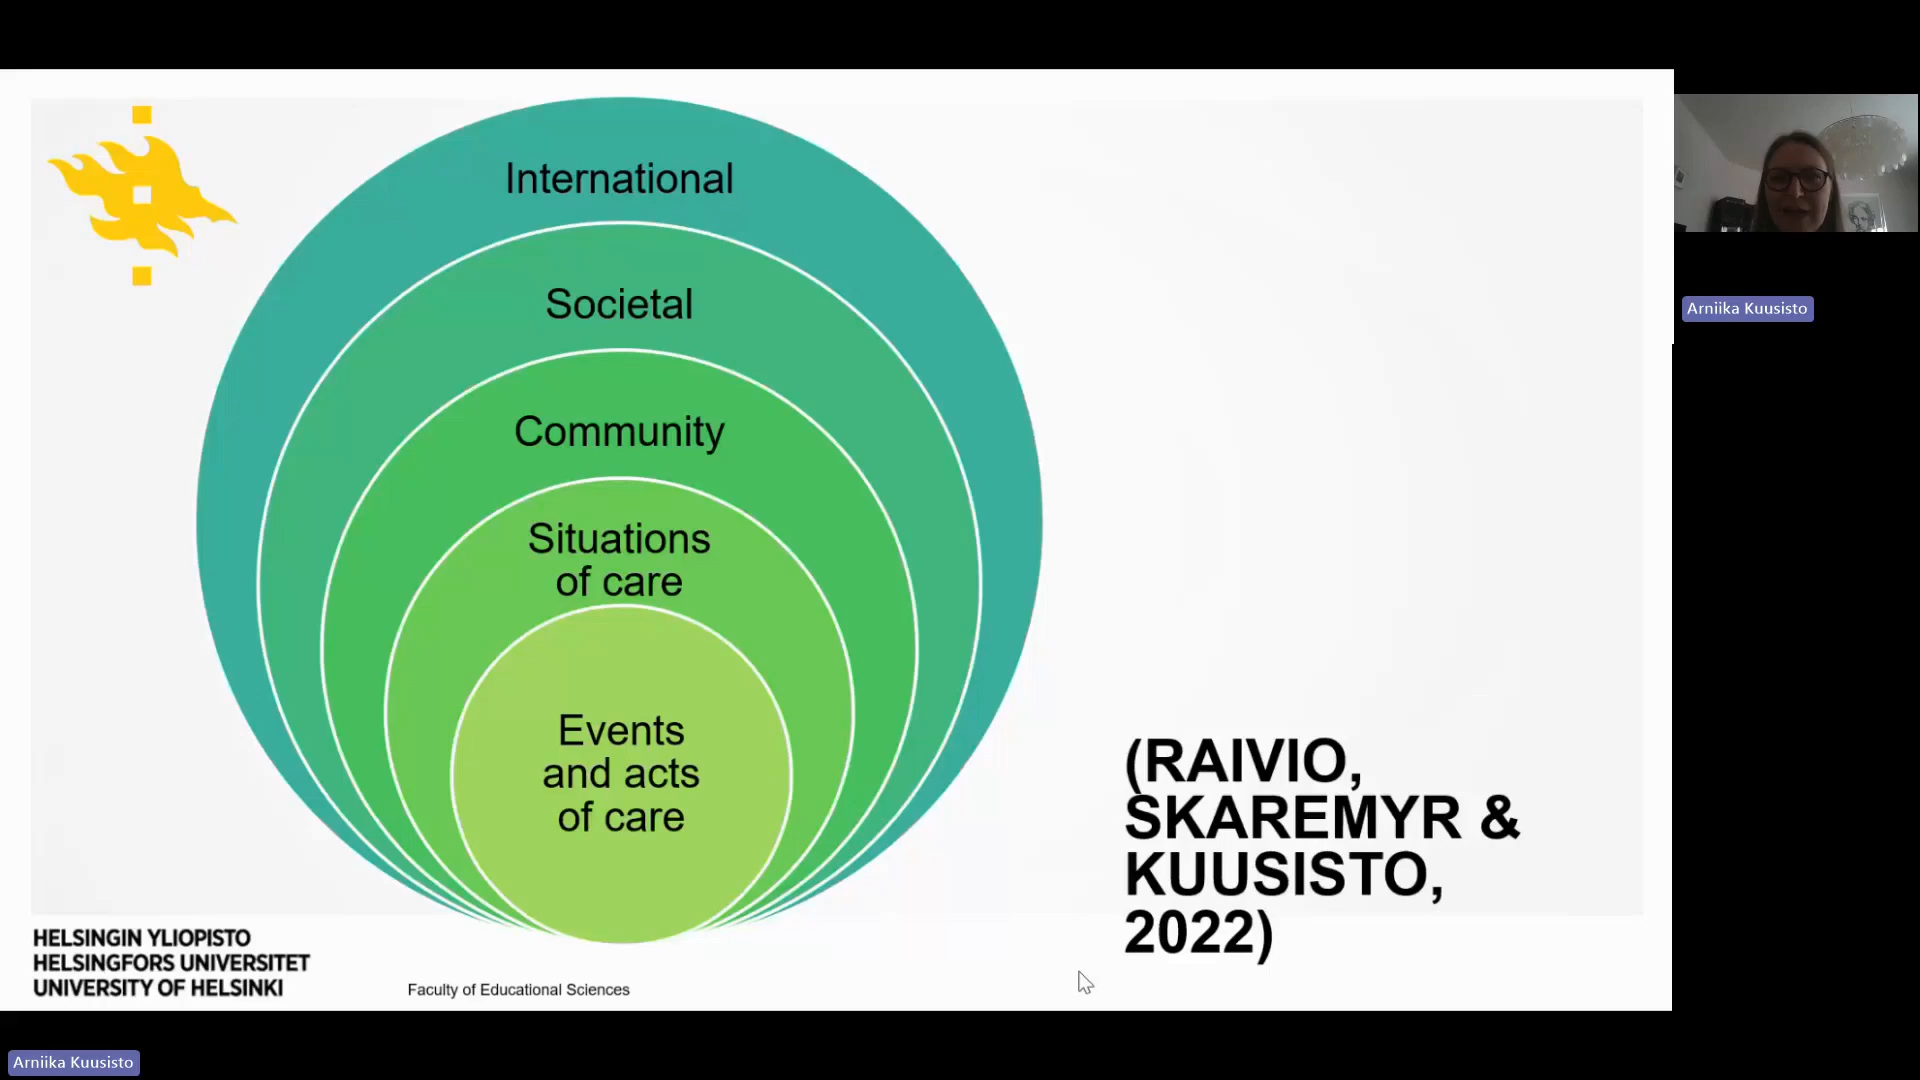 International
Societal
Community
Situations
of care
Events
and acts
of care
(RAIVIO,
SKAREMYR &
KUUSISTO,
2022)
HELSINGIN YLIOPISTO
HELSINGFORS UNIVERSITET
UNIVERSITY OF HELSINKI
Faculty of Educational Sciences
Arniika Kuusisto
Arniika Kuusisto